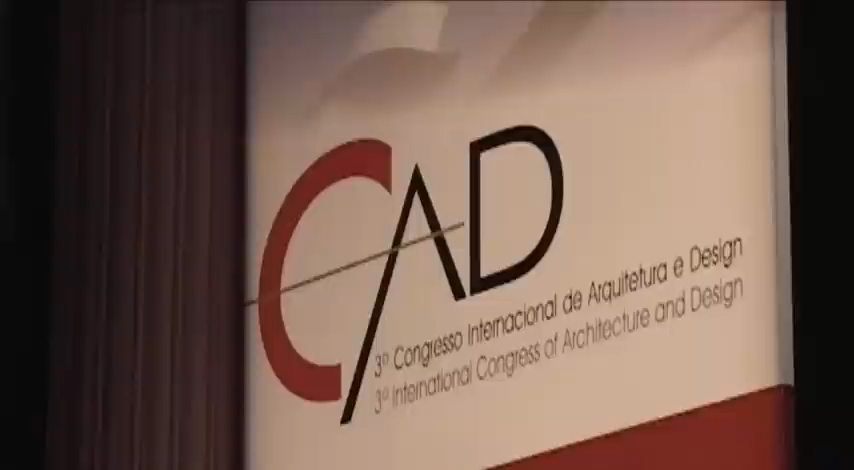 CAD
3º Congresso Internacional de Arquitetura e Design
3º International Congress of Architecture and Design